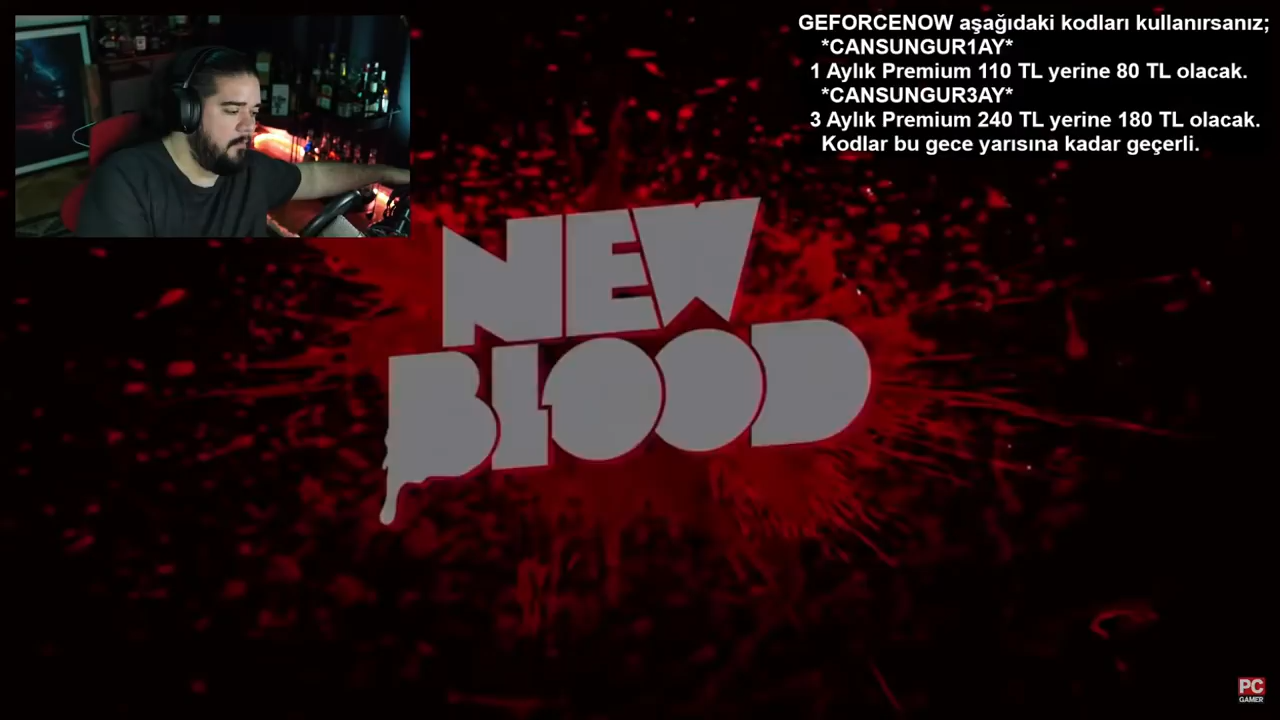 GEFORCENOW aşağıdaki kodları kullanırsanız;
*CANSUNGUR1AY*
1 Aylık Premium 110 TL yerine 80 TL olacak.
*CANSUNGUR3AY*
3 Aylık Premium 240 TL yerine 180 TL olacak.
Kodlar bu gece yarısına kadar geçerli.
NEW
BLOOD
PC
GAMER